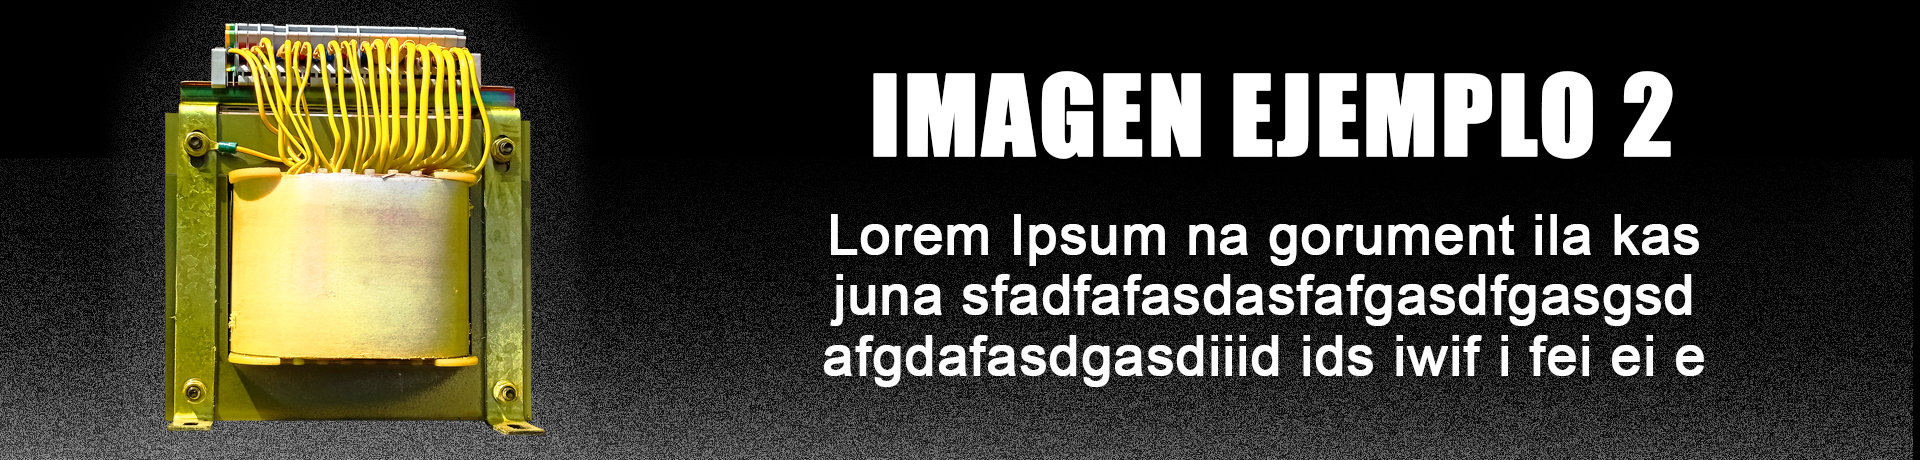 IMAGEN EJEMPLO 2
Lorem Ipsum na gorument ila kas
juna sfadfafasdasfafgasdfgasgsd
afgdafasdgasdiiid ids iwif i fei ei e